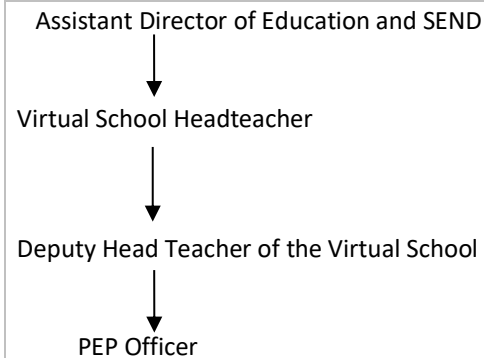 Assistant Director of Education and SEND
Virtual School Headteacher
Deputy Head Teacher of the Virtual School
PEP Officer